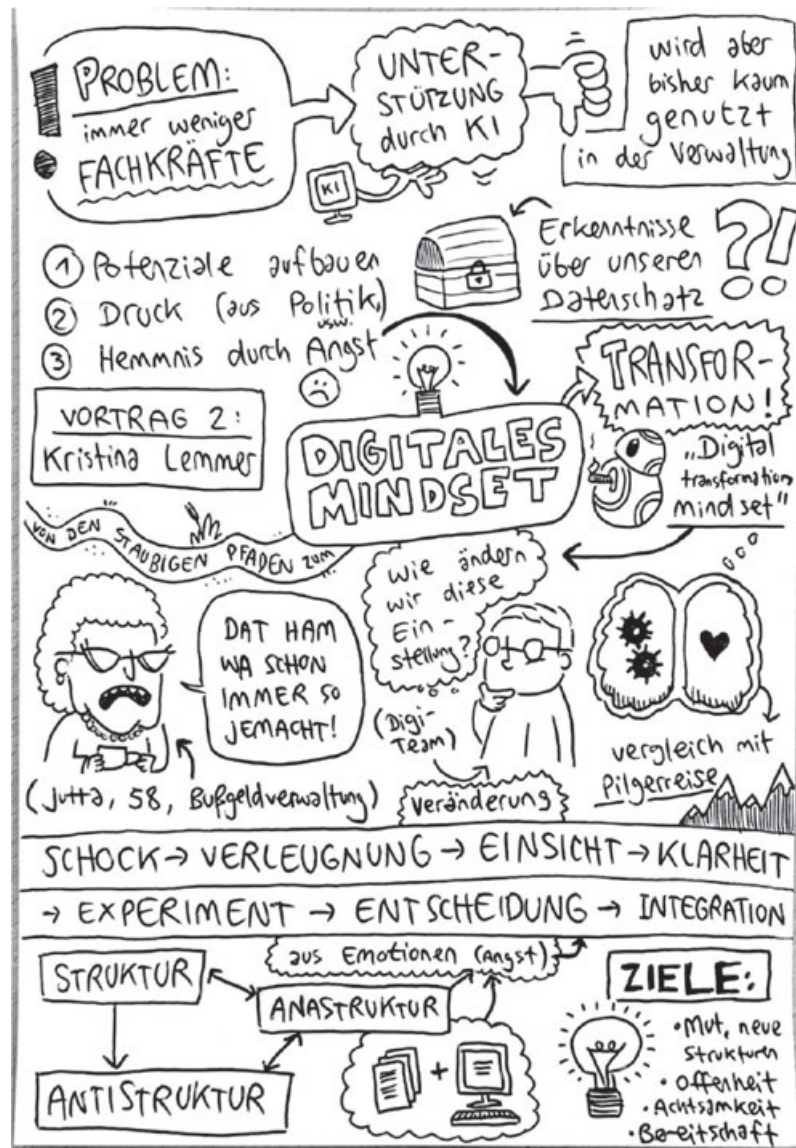 PROBLEM:
immer weniger
FACHKRÄFTE
UNTER-
STÜTZUNG
durch KI
KI
wird aber
bisher kaum
genutzt
in der Verwaltung
① Potenziale aufbauen
② Druck (aus Politik,)
usw.
③ Hemmnis durch Angst
Erkenntnisse
über unseren
Datenschatz
?!
VORTRAG 2:
Kristina Lemmer
DIGITALES
MINDSET
TRANSFOR-
MATION!
„Digital
transformation
mindset"
VON DEN STAUBIGEN PFADEN ZUM
DAT HAM
WA SCHON
IMMER SO
JEMACHT!
(Jutta, 58, Bußgeldverwaltung)
wie ändern
wir diese
Ein-
stellung?
(Digi-
Team)
Veränderung
vergleich mit
Pilgerreise
SCHOCK → VERLEUGNUNG → EINSICHT → KLARHEIT
→ EXPERIMENT → ENTSCHEIDUNG → INTEGRATION
aus Emotionen (Angst)
STRUKTUR
ANASTRUKTUR
ANTISTRUKTUR
+
ZIELE:
• Mut, neue
Strukturen
• Offenheit
• Achtsamkeit
• Bereitschaft